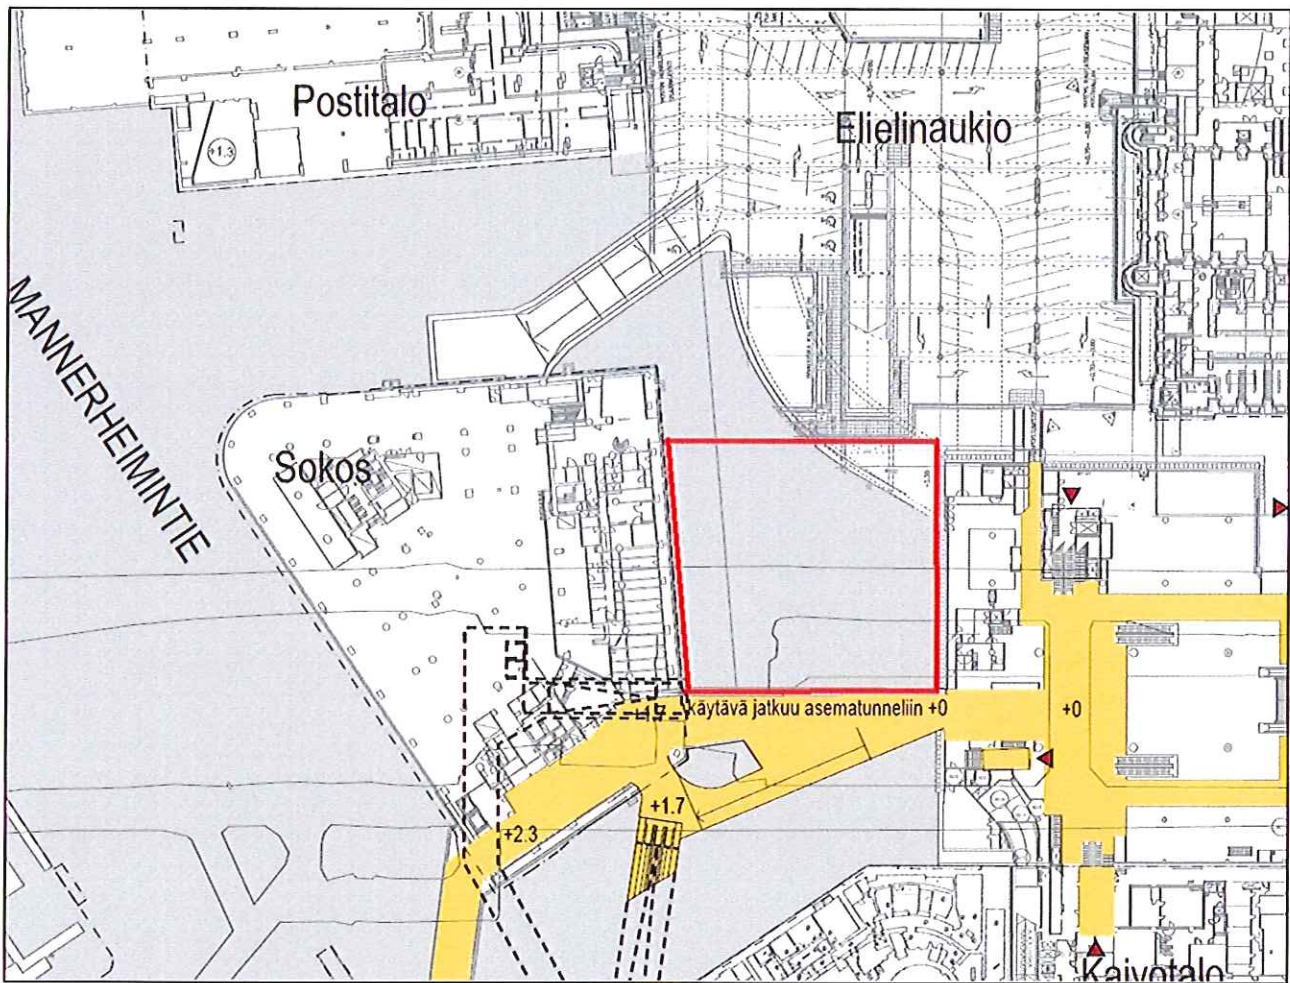 Postitalo
Elielinaukio
+1.3
MANNERHEIMINTIE
Sokos
käytävä jatkuu asematunneliin +0
+0
+1.7
+2.3
Kaivotalo